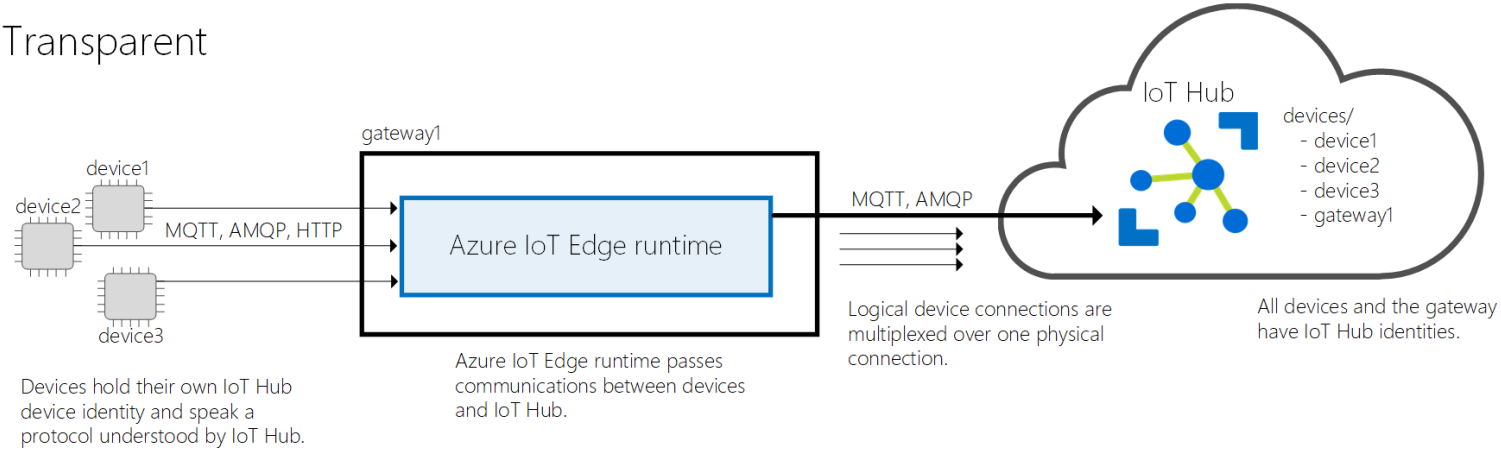 Transparent
gateway1
device1
device2
device3
MQTT, AMQP, HTTP
Azure IoT Edge runtime
MQTT, AMQP
IoT Hub
devices/
- device1
- device2
- device3
- gateway1
Devices hold their own IoT Hub
device identity and speak a
protocol understood by IoT Hub.
Azure IoT Edge runtime passes
communications between devices
and IoT Hub.
Logical device connections are
multiplexed over one physical
connection.
All devices and the gateway
have IoT Hub identities.